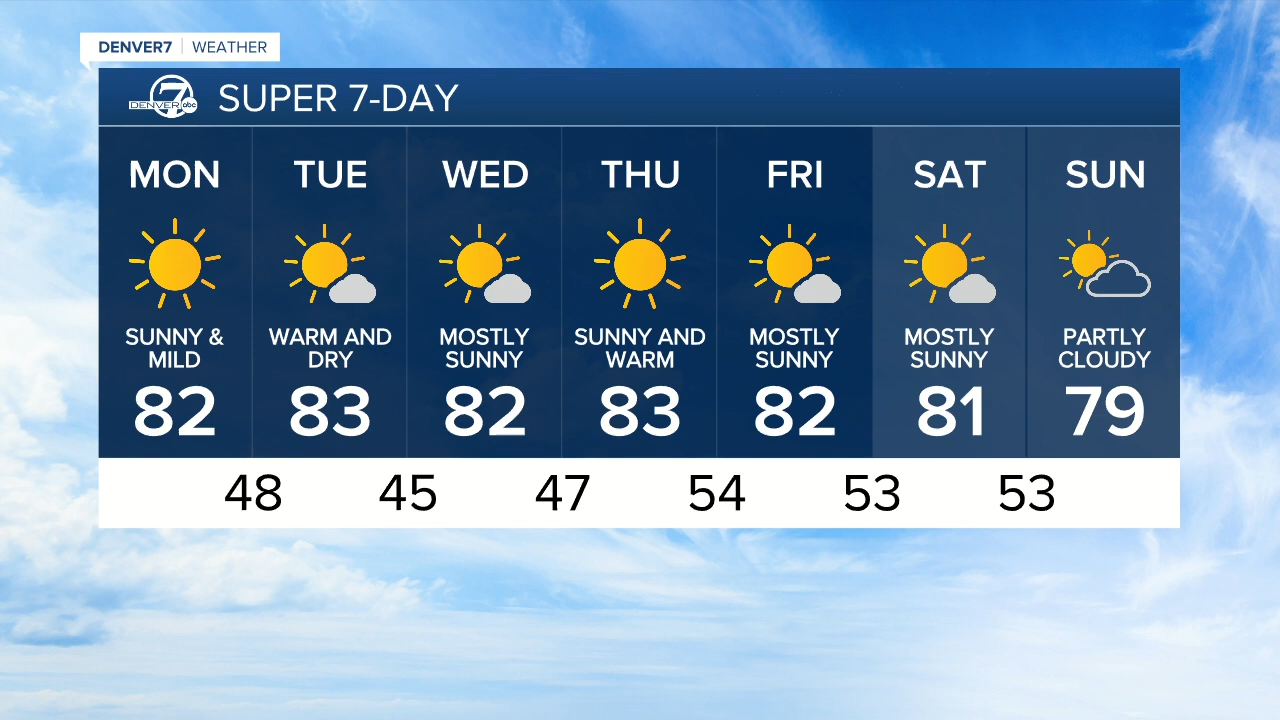 DENVER7 | WEATHER
7
DENVER abc
SUPER 7-DAY
MON TUE WED THU FRI SAT SUN
SUNNY & WARM AND MOSTLY SUNNY AND MOSTLY MOSTLY PARTLY
MILD DRY SUNNY WARM SUNNY SUNNY CLOUDY
82 83 82 83 82 81 79
48 45 47 54 53 53